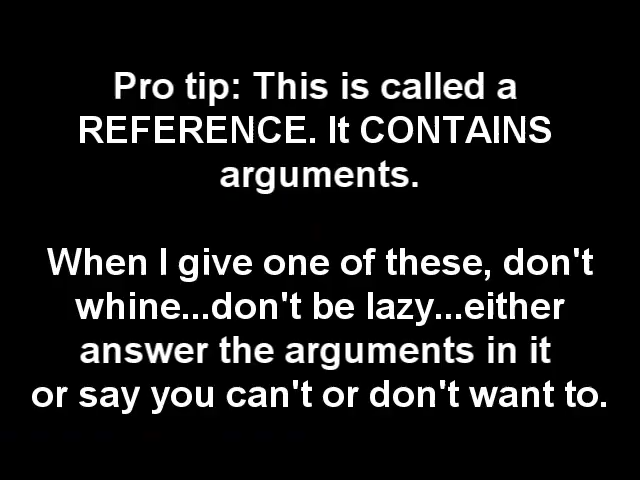 Pro tip: This is called a
REFERENCE. It CONTAINS
arguments.
When I give one of these, don't
whine...don't be lazy...either
answer the arguments in it
or say you can't or don't want to.